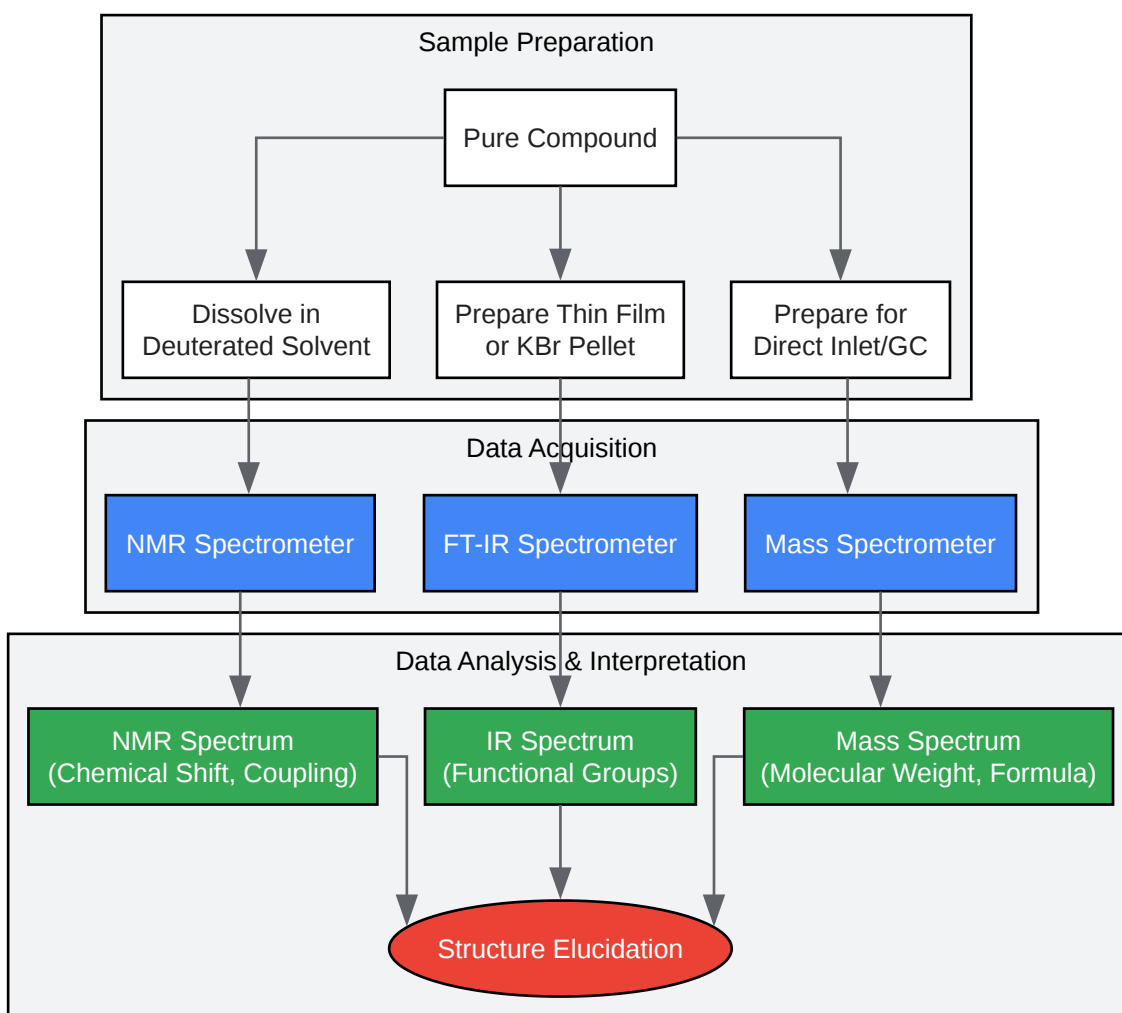 Sample Preparation
Pure Compound
Dissolve in
Deuterated Solvent
Prepare Thin Film
or KBr Pellet
Prepare for
Direct Inlet/GC
Data Acquisition
NMR Spectrometer
FT-IR Spectrometer
Mass Spectrometer
Data Analysis & Interpretation
NMR Spectrum
(Chemical Shift, Coupling)
IR Spectrum
(Functional Groups)
Mass Spectrum
(Molecular Weight, Formula)
Structure Elucidation